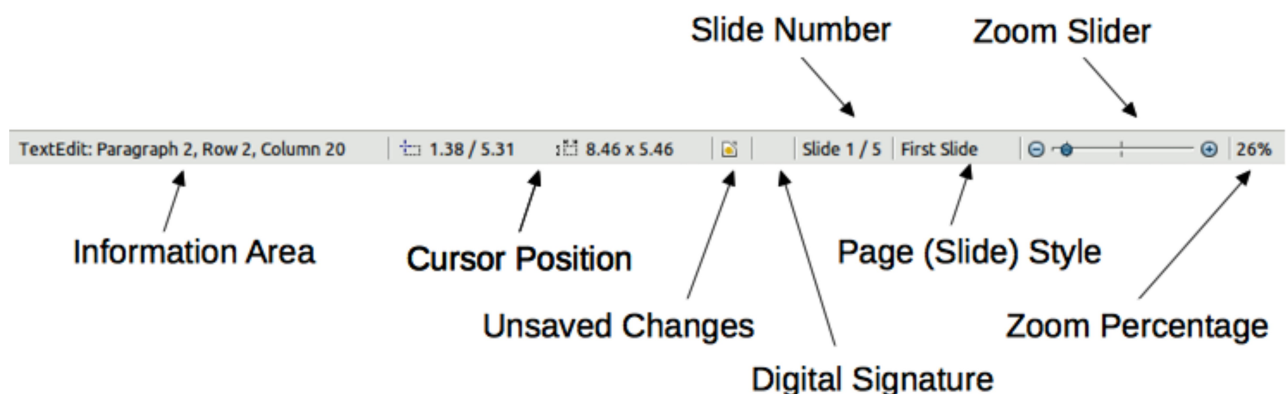 Slide Number
Zoom Slider
TextEdit: Paragraph 2, Row 2, Column 20
1.38 / 5.31
8.46 x 5.46
Slide 1 / 5
First Slide
26%
Information Area
Cursor Position
Page (Slide) Style
Unsaved Changes
Zoom Percentage
Digital Signature